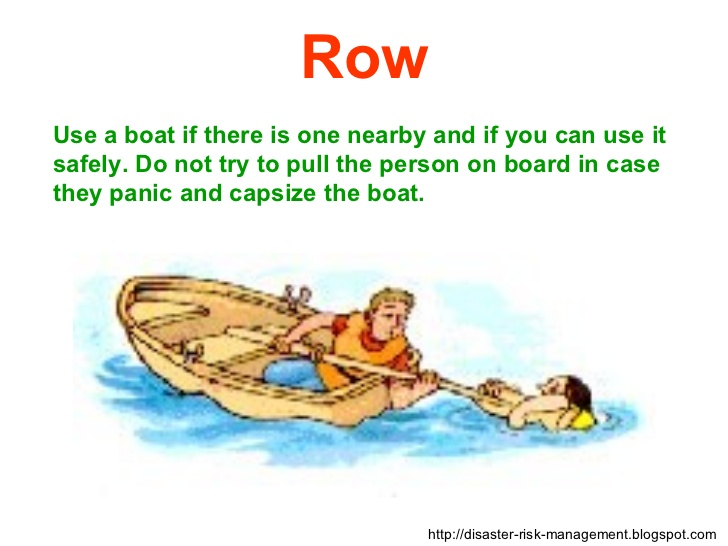 Row
Use a boat if there is one nearby and if you can use it
safely. Do not try to pull the person on board in case
they panic and capsize the boat.
http://disaster-risk-management.blogspot.com